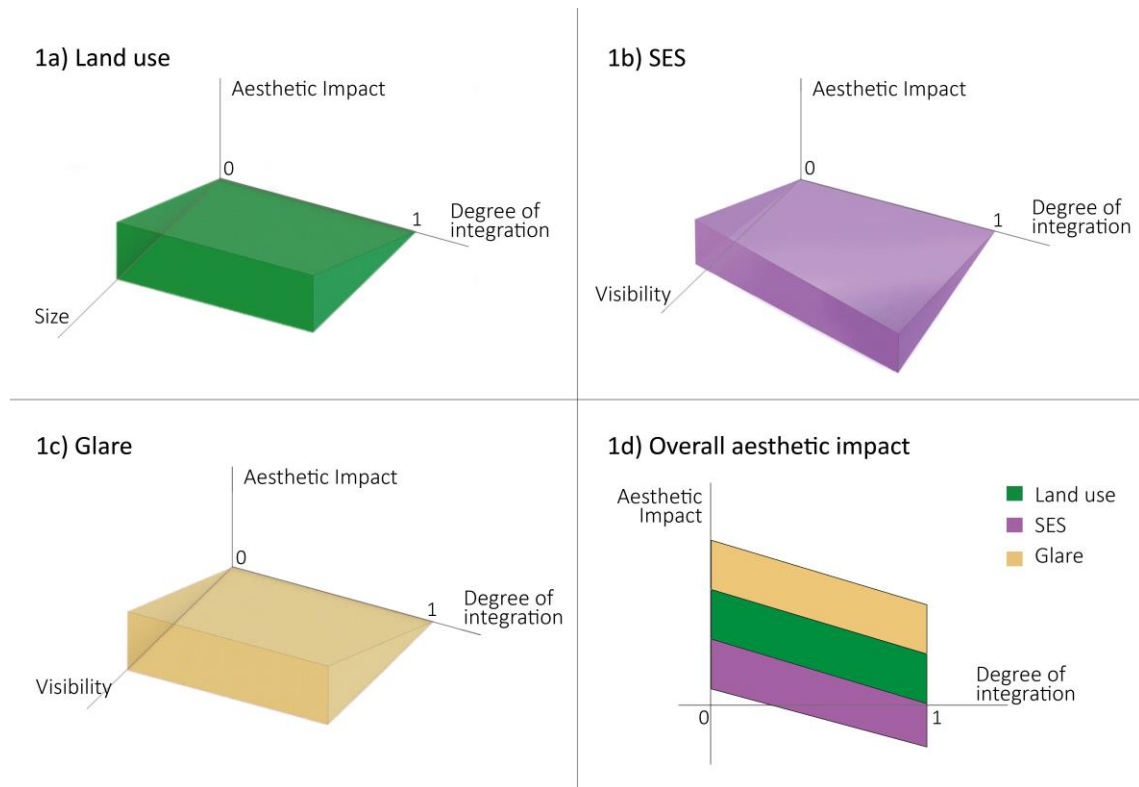 1a) Land use
Aesthetic Impact
0
1
Degree of
integration
Size
1b) SES
Aesthetic Impact
0
1
Degree of
integration
Visibility
1c) Glare
Aesthetic Impact
0
1
Degree of
integration
Visibility
1d) Overall aesthetic impact
Aesthetic
Impact
Land use
SES
Glare
Degree of
integration
0
1